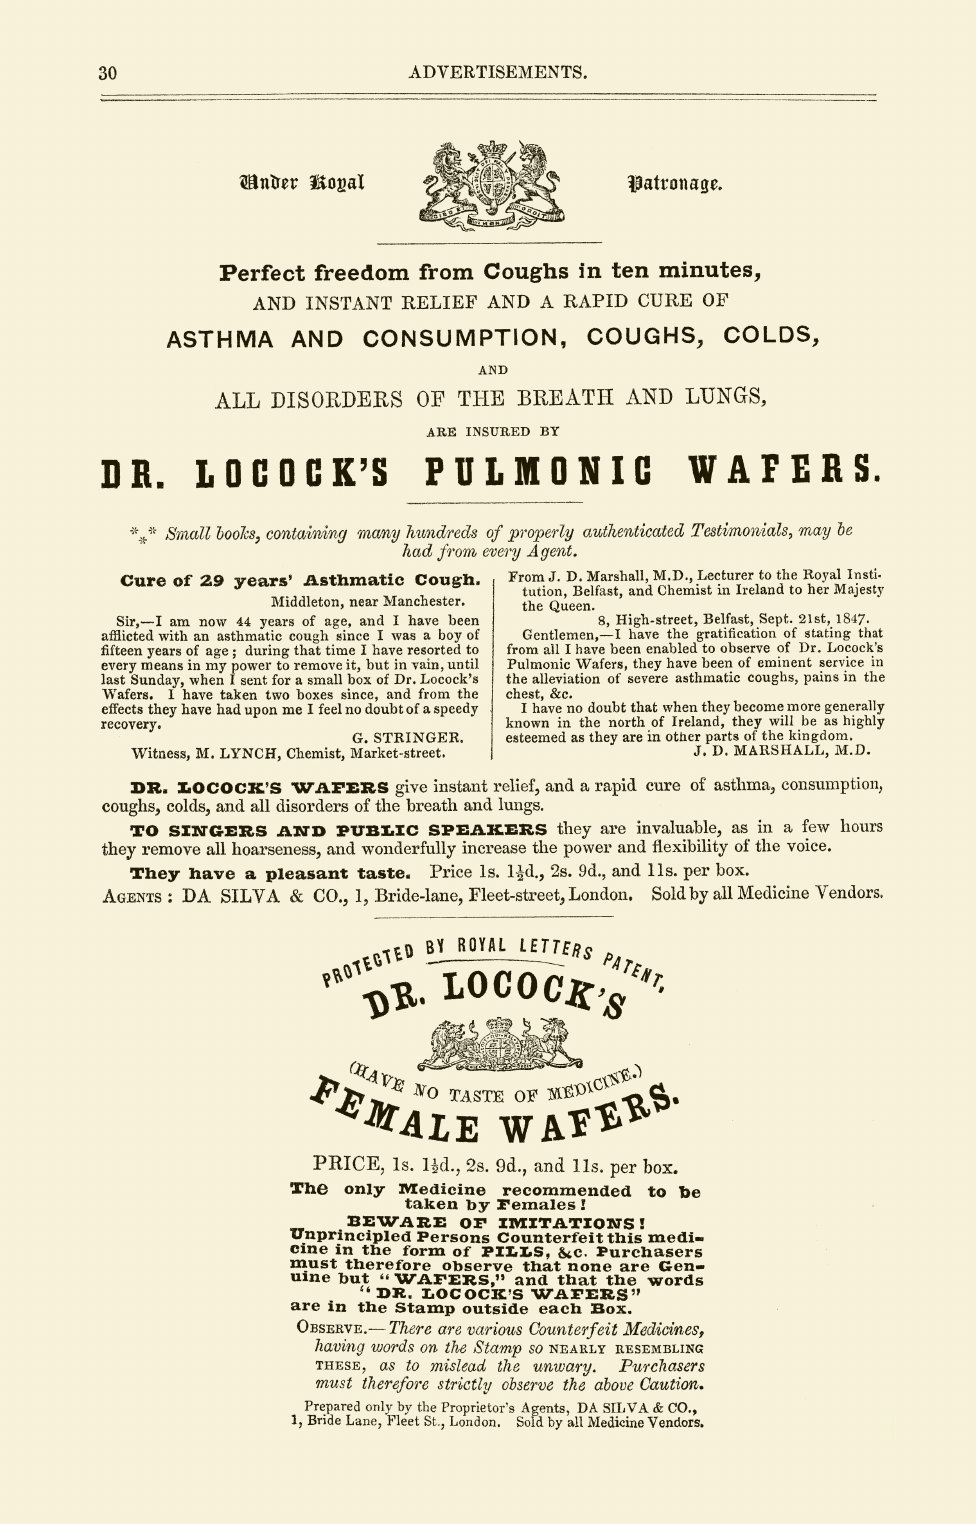 30
ADVERTISEMENTS.
Under Royal
Patronage.
Perfect freedom from Coughs in ten minutes,
AND INSTANT RELIEF AND A RAPID CURE OF
ASTHMA AND CONSUMPTION, COUGHS, COLDS,
AND
ALL DISORDERS OF THE BREATH AND LUNGS,
ARE INSURED BY
DR. LOCOCK'S PULMONIC WAFERS.
⁂ Small books, containing many hundreds of properly authenticated Testimonials, may be
had from every Agent.
Cure of 29 years' Asthmatic Cough.
Middleton, near Manchester.
Sir,—I am now 44 years of age, and I have been
afflicted with an asthmatic cough since I was a boy of
fifteen years of age; during that time I have resorted to
every means in my power to remove it, but in vain, until
last Sunday, when I sent for a small box of Dr. Locock's
Wafers. I have taken two boxes since, and from the
effects they have had upon me I feel no doubt of a speedy
recovery.
G. STRINGER.
Witness, M. LYNCH, Chemist, Market-street.
From J. D. Marshall, M.D., Lecturer to the Royal Insti-
tution, Belfast, and Chemist in Ireland to her Majesty
the Queen.
8, High-street, Belfast, Sept. 21st, 1847.
Gentlemen,—I have the gratification of stating that
from all I have been enabled to observe of Dr. Locock's
Pulmonic Wafers, they have been of eminent service in
the alleviation of severe asthmatic coughs, pains in the
chest, &c.
I have no doubt that when they become more generally
known in the north of Ireland, they will be as highly
esteemed as they are in other parts of the kingdom.
J. D. MARSHALL, M.D.
DR. LOCOCK'S WAFERS give instant relief, and a rapid cure of asthma, consumption,
coughs, colds, and all disorders of the breath and lungs.
TO SINGERS AND PUBLIC SPEAKERS they are invaluable, as in a few hours
they remove all hoarseness, and wonderfully increase the power and flexibility of the voice.
They have a pleasant taste. Price 1s. 1½d., 2s. 9d., and 11s. per box.
AGENTS: DA SILVA & CO., 1, Bride-lane, Fleet-street, London. Sold by all Medicine Vendors.
PROTECTED BY ROYAL LETTERS PATENT,
DR. LOCOCK'S
(HAVE NO TASTE OF MEDICINE.)
FEMALE WAFERS.
PRICE, 1s. 1½d., 2s. 9d., and 11s. per box.
The only Medicine recommended to be
taken by Females!
BEWARE OF IMITATIONS!
Unprincipled Persons Counterfeit this medi-
cine in the form of PILLS, &c. Purchasers
must therefore observe that none are Gen-
uine but "WAFERS," and that the words
"DR. LOCOCK'S WAFERS"
are in the Stamp outside each Box.
OBSERVE.—There are various Counterfeit Medicines,
having words on the Stamp so NEARLY RESEMBLING
THESE, as to mislead the unwary. Purchasers
must therefore strictly observe the above Caution.
Prepared only by the Proprietor's Agents, DA SILVA & CO.,
1, Bride Lane, Fleet St., London. Sold by all Medicine Vendors.